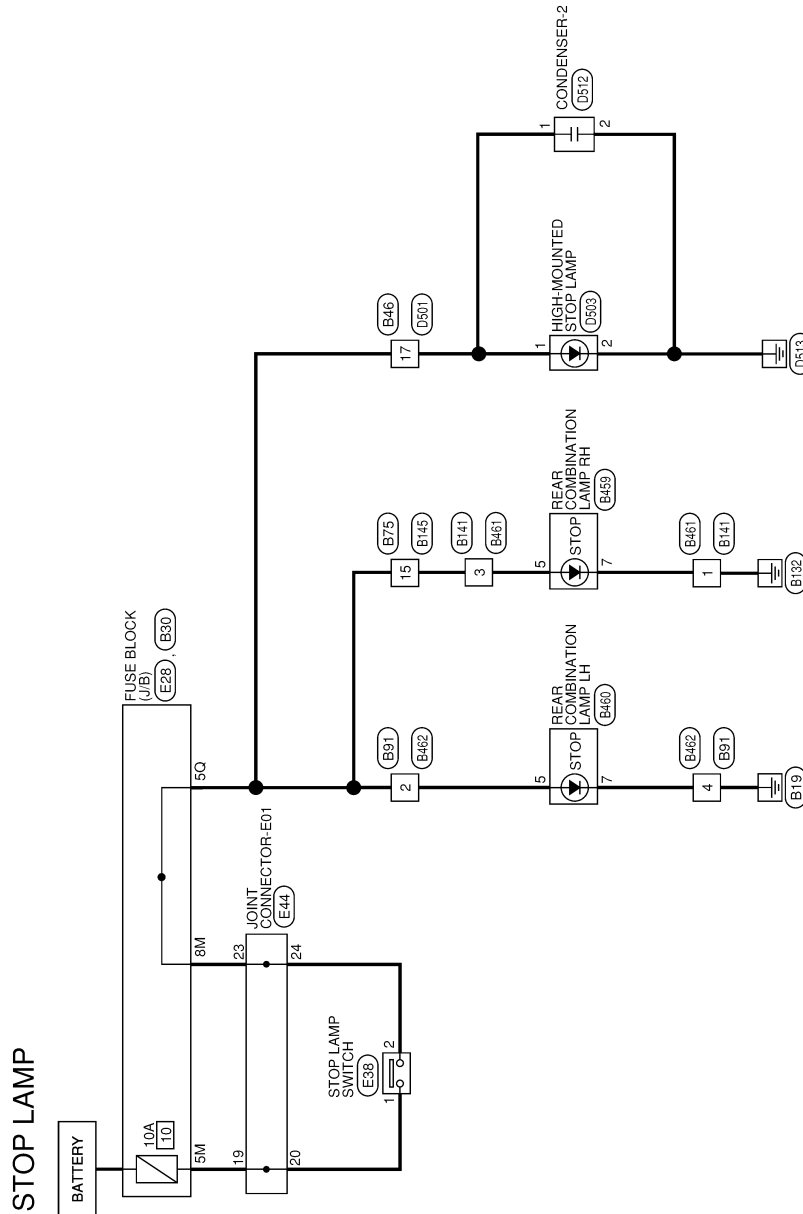 STOP LAMP
BATTERY
10A
10
5M
8M
5Q
FUSE BLOCK
(J/B)
E28 , B30
19
23
JOINT
CONNECTOR-E01
E44
20
24
STOP LAMP
SWITCH
E38
1
2
2
B91
B462
5
STOP
7
REAR
COMBINATION
LAMP LH
B460
4
B462
B91
B19
15
B75
B145
3
B141
B461
5
STOP
7
REAR
COMBINATION
LAMP RH
B459
1
B461
B141
B132
17
B46
D501
1
2
HIGH-MOUNTED
STOP LAMP
D503
D513
1
2
CONDENSER-2
D512